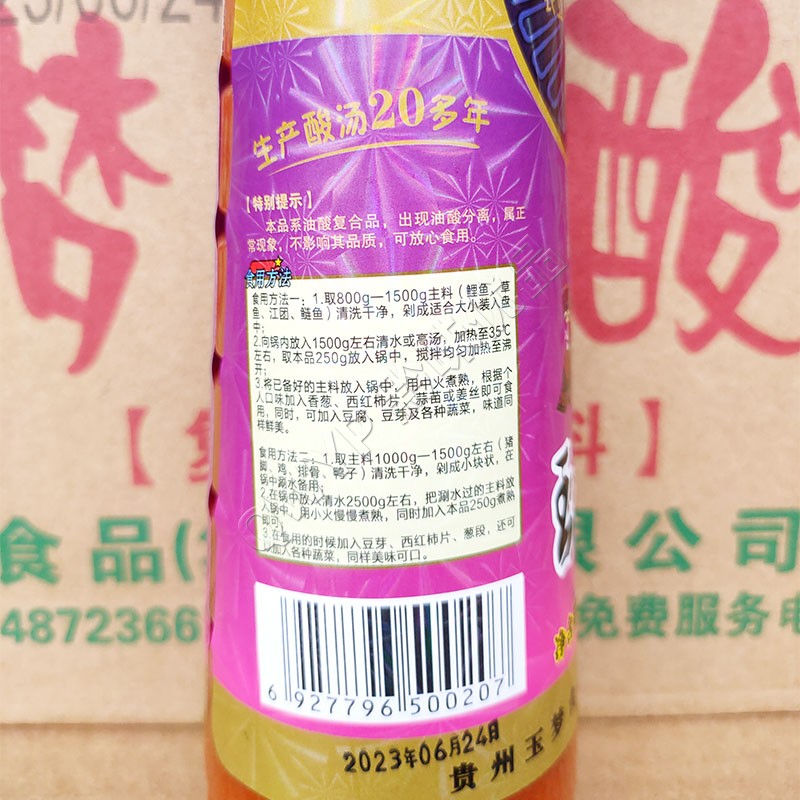 23/06/24
梦
酸
生产酸汤20多年
【特别提示】
本品系油酸复合品，出现油酸分离，属正
常现象，不影响其品质，可放心食用。
食用方法
食用方法一：1.取800g—1500g主料（鲤鱼、草
鱼、江团、鲢鱼）清洗干净，剁成适合大小装入盘
中；
2.向锅内放入1500g左右清水或高汤，加热至35℃
左右，取本品250g放入锅中，搅拌均匀加热至沸
开；
3.将已备好的主料放入锅中，用中火煮熟，根据个
人口味加入香葱、西红柿片，蒜苗或姜丝即可食
用，同时，可加入豆腐、豆芽及各种蔬菜，味道同
样鲜美。
食用方法二：1.取主料1000g—1500g左右（猪
脚、鸡、排骨、鸭子）清洗干净，剁成小块状，在
锅中涮水备用；
2.在锅中放入清水2500g左右，把涮水过的主料放
入锅中，用小火慢慢煮熟，同时加入本品250g煮熟
即可；
3.在食用的时候加入豆芽、西红柿片、葱段，还可
以加入各种蔬菜，同样美味可口。
6 927796 500207
2023年06月24日
贵州玉梦
【复
料】
食品(
限公司
4872366
免费服务电